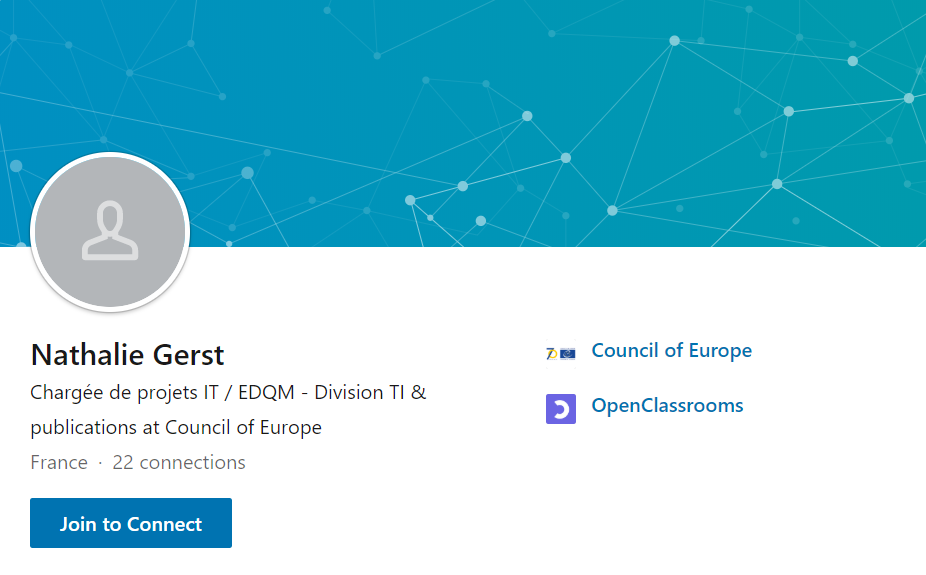 Nathalie Gerst
Chargée de projets IT / EDQM - Division TI &
publications at Council of Europe
France · 22 connections
Join to Connect
Council of Europe
OpenClassrooms